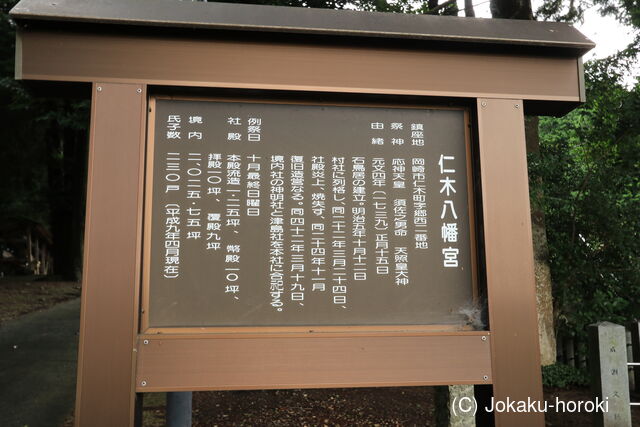 仁木八幡宮
鎮座地　岡崎市仁木町字郷西二番地
祭神　応神天皇　須佐之男命　天照皇大神
由緒　元文四年(一七三九)正月十五日
石鳥居の建立・明治五年十月十二日
村社に列格し、同二十二年三月二十四日、
社殿炎上、焼失す、同二十四年十一月
復旧造営なる。同四十二年三月十九日、
境内社の神明社と津島社を本社に合祀する。
例祭日　十月最終日曜日
社殿　本殿流造一・二五坪、幣殿一〇坪、
拝殿二〇坪、覆殿九坪
境内　二、〇二五・七五坪
氏子数　二三〇戸(平成九年四月現在)
(C) Jokaku-horoki